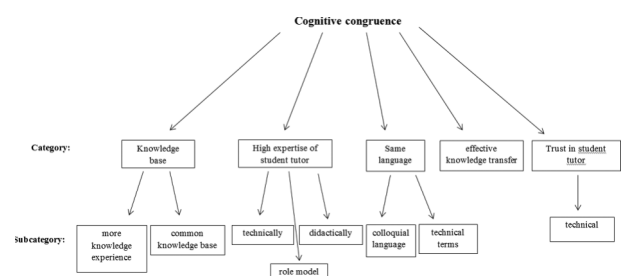 Cognitive congruence
Category:
Knowledge
base
High expertise of
student tutor
Same
language
effective
knowledge transfer
Trust in student
tutor
Subcategory:
more
knowledge
experience
common
knowledge base
technically
didactically
colloquial
language
technical
terms
technical
role model